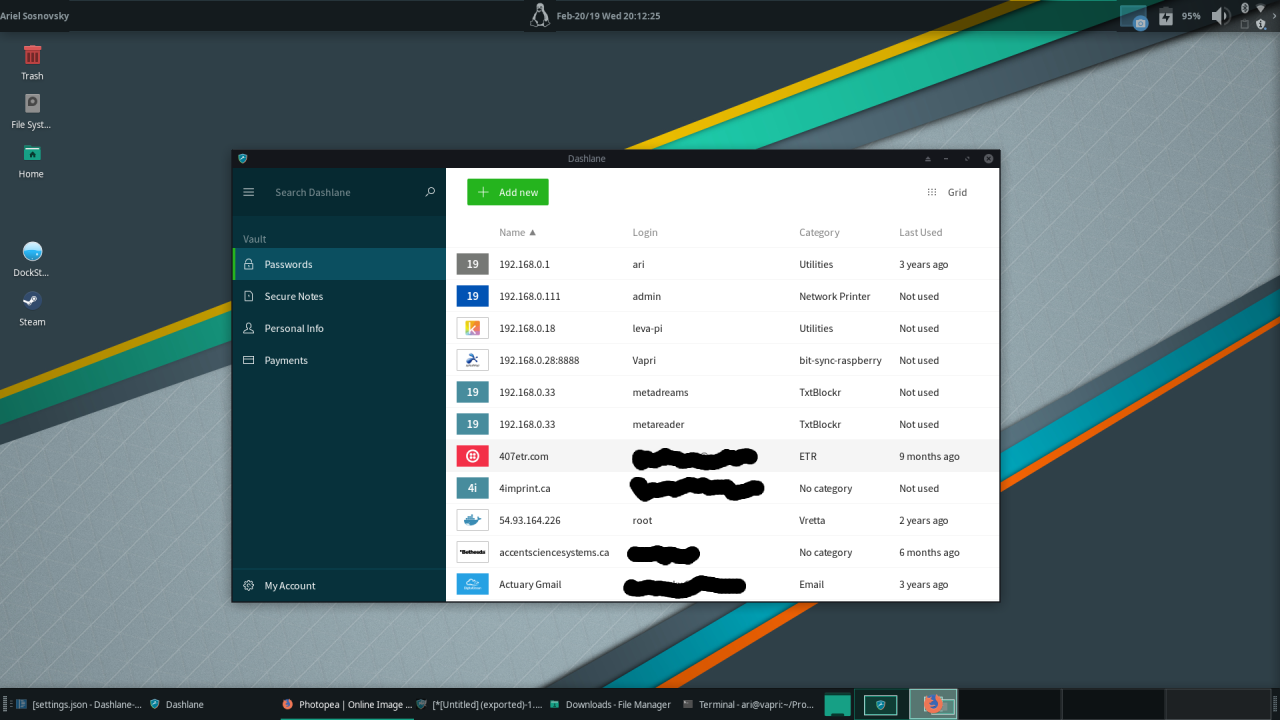 Ariel Sosnovsky
Feb-20/19 Wed 20:12:25
95%
Trash
File Syst...
Home
DockSt...
Steam
Dashlane
Search Dashlane
Add new
Grid
Vault
Passwords
Secure Notes
Personal Info
Payments
My Account
Name ▲ Login Category Last Used
19 192.168.0.1 ari Utilities 3 years ago
19 192.168.0.111 admin Network Printer Not used
192.168.0.18 leva-pi Utilities Not used
192.168.0.28:8888 Vapri bit-sync-raspberry Not used
19 192.168.0.33 metadreams TxtBlockr Not used
19 192.168.0.33 metareader TxtBlockr Not used
407etr.com ETR 9 months ago
4i 4imprint.ca No category Not used
54.93.164.226 root Vretta 2 years ago
accentsciencesystems.ca No category 6 months ago
Actuary Gmail Email 3 years ago
[settings.json - Dashlane-... Dashlane Photopea | Online Image ... [*[Untitled] (exported)-1.... Downloads - File Manager Terminal - ari@vapri:~/Pro...